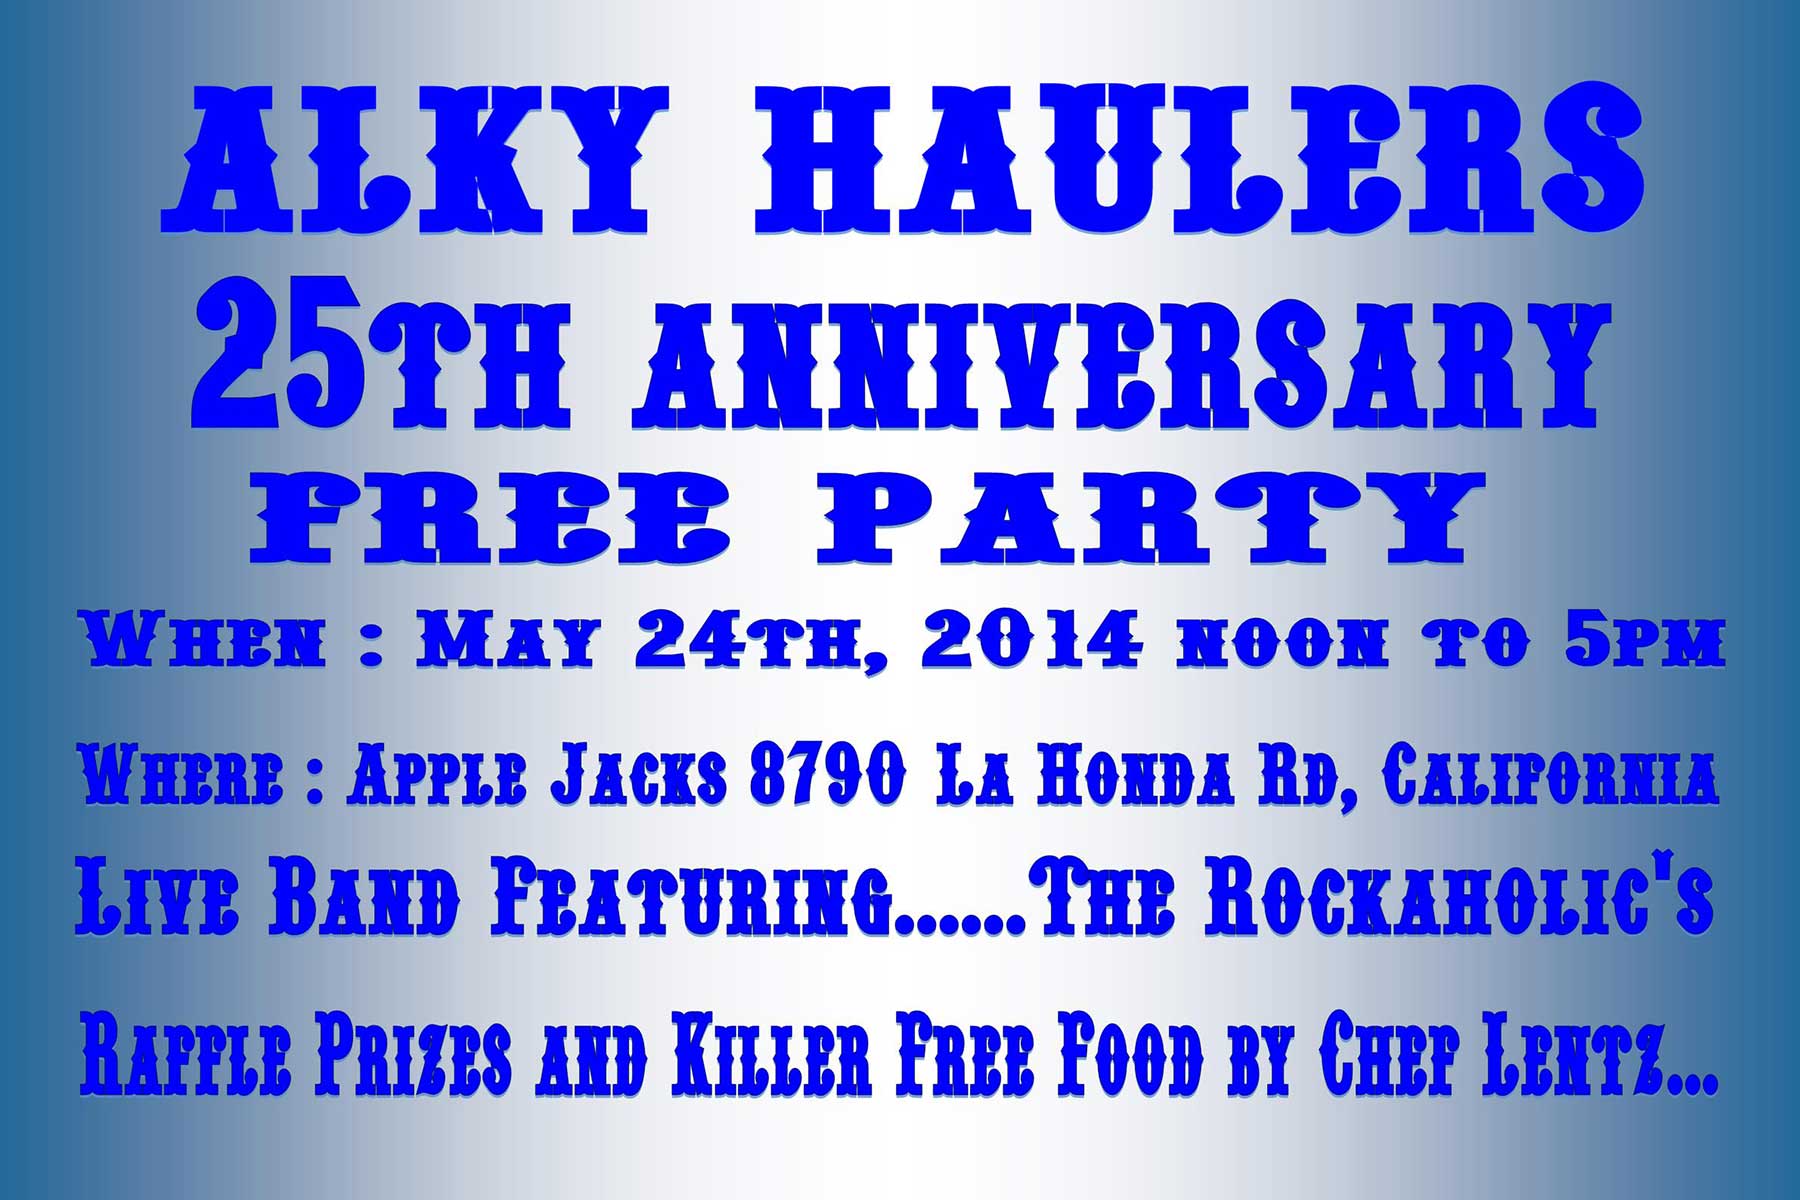 ALKY HAULERS
25TH ANNIVERSARY
FREE PARTY
WHEN : MAY 24TH, 2014 NOON TO 5PM
WHERE : APPLE JACKS 8790 LA HONDA RD, CALIFORNIA
LIVE BAND FEATURING......THE ROCKAHOLIC'S
RAFFLE PRIZES AND KILLER FREE FOOD BY CHEF LENTZ...